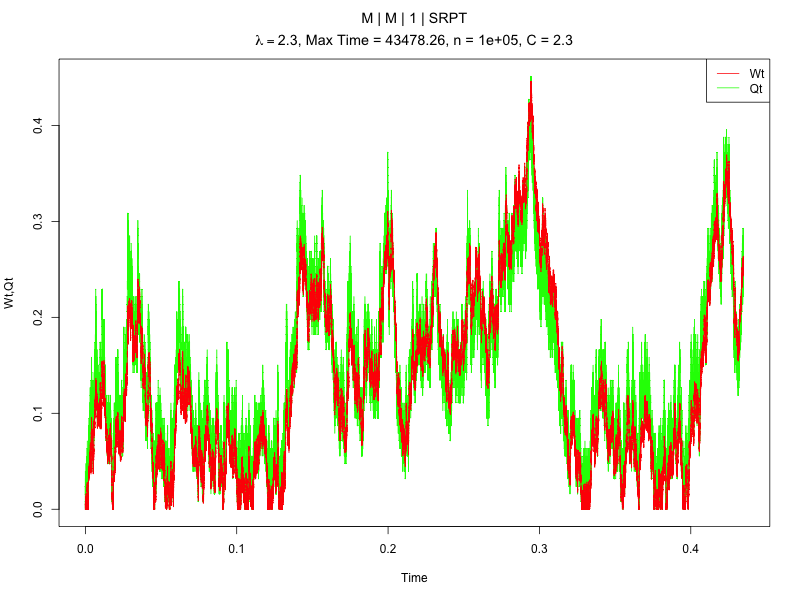 M | M | 1 | SRPT
λ = 2.3, Max Time = 43478.26, n = 1e+05, C = 2.3
Wt
Qt
Wt,Qt
0.4
0.3
0.2
0.1
0.0
0.0 0.1 0.2 0.3 0.4
Time